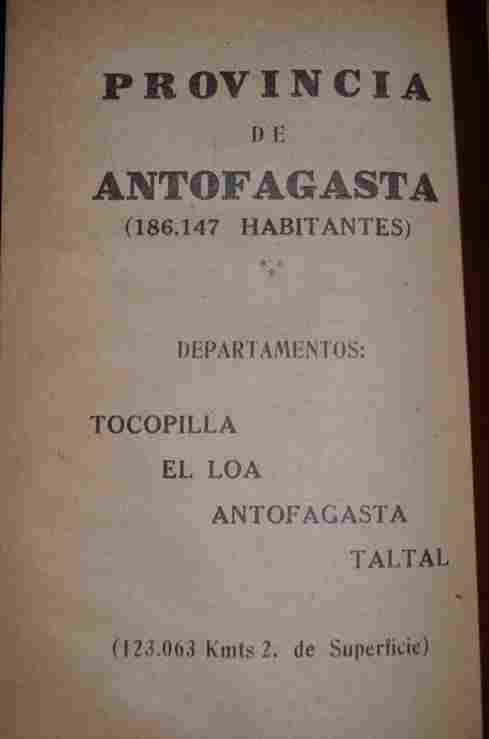 PROVINCIA
DE
ANTOFAGASTA
(186.147 HABITANTES)
DEPARTAMENTOS:
TOCOPILLA
EL LOA
ANTOFAGASTA
TALTAL
(123.063 Kmts 2. de Superficie)